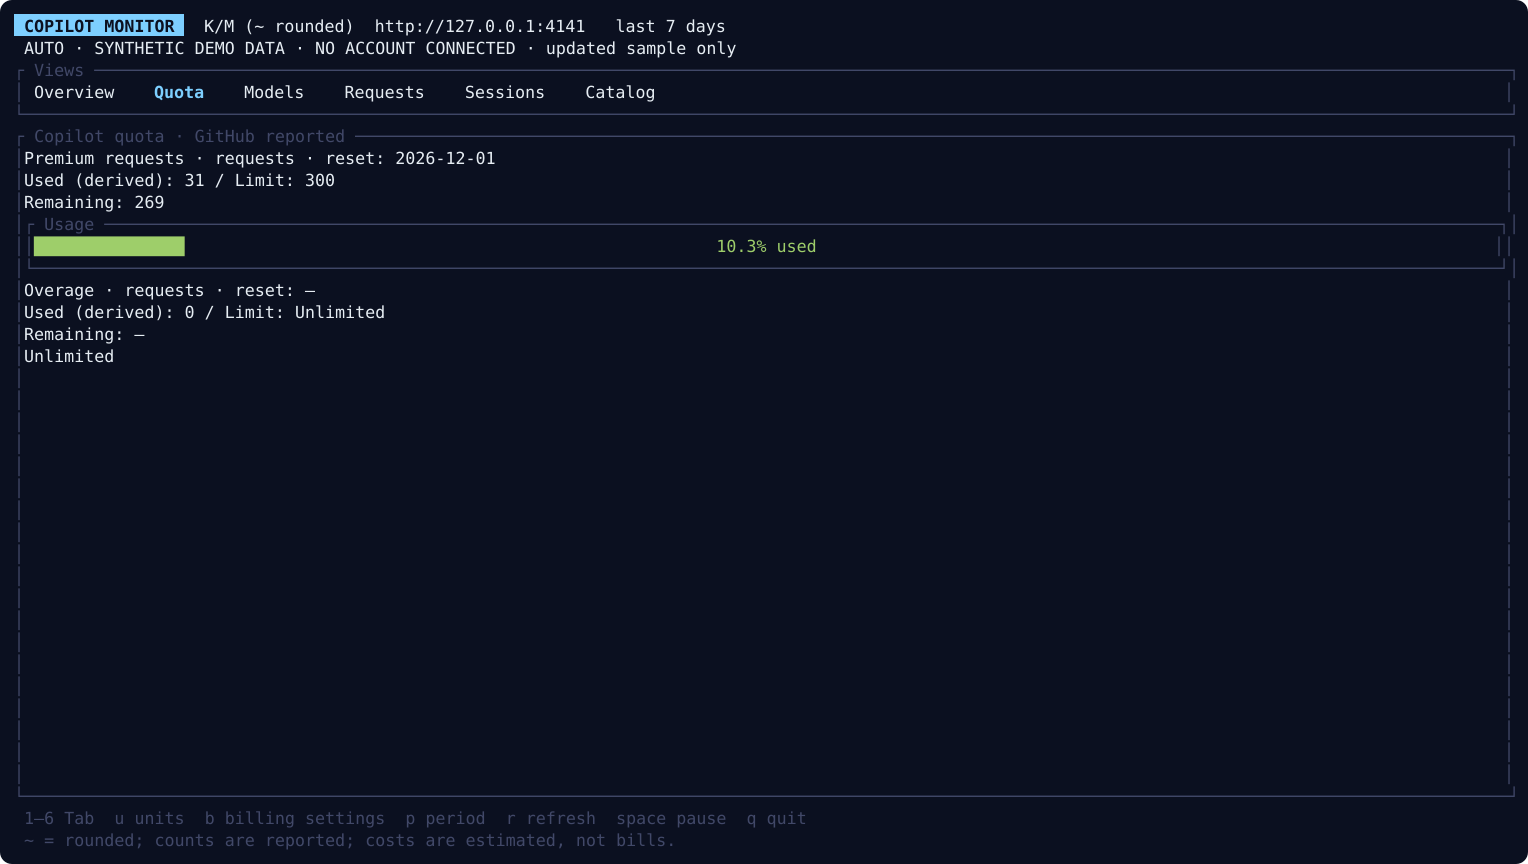 COPILOT MONITOR  K/M (~ rounded)  http://127.0.0.1:4141   last 7 days
AUTO · SYNTHETIC DEMO DATA · NO ACCOUNT CONNECTED · updated sample only
Views
Overview    Quota    Models    Requests    Sessions    Catalog
Copilot quota · GitHub reported
Premium requests · requests · reset: 2026-12-01
Used (derived): 31 / Limit: 300
Remaining: 269
Usage
10.3% used
Overage · requests · reset: —
Used (derived): 0 / Limit: Unlimited
Remaining: —
Unlimited
1–6 Tab  u units  b billing settings  p period  r refresh  space pause  q quit
~ = rounded; counts are reported; costs are estimated, not bills.